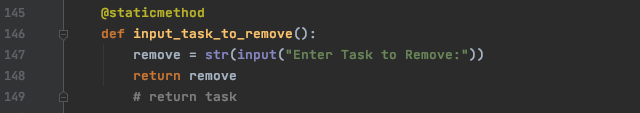 145 @staticmethod
146 def input_task_to_remove():
147 remove = str(input("Enter Task to Remove:"))
148 return remove
149 # return task